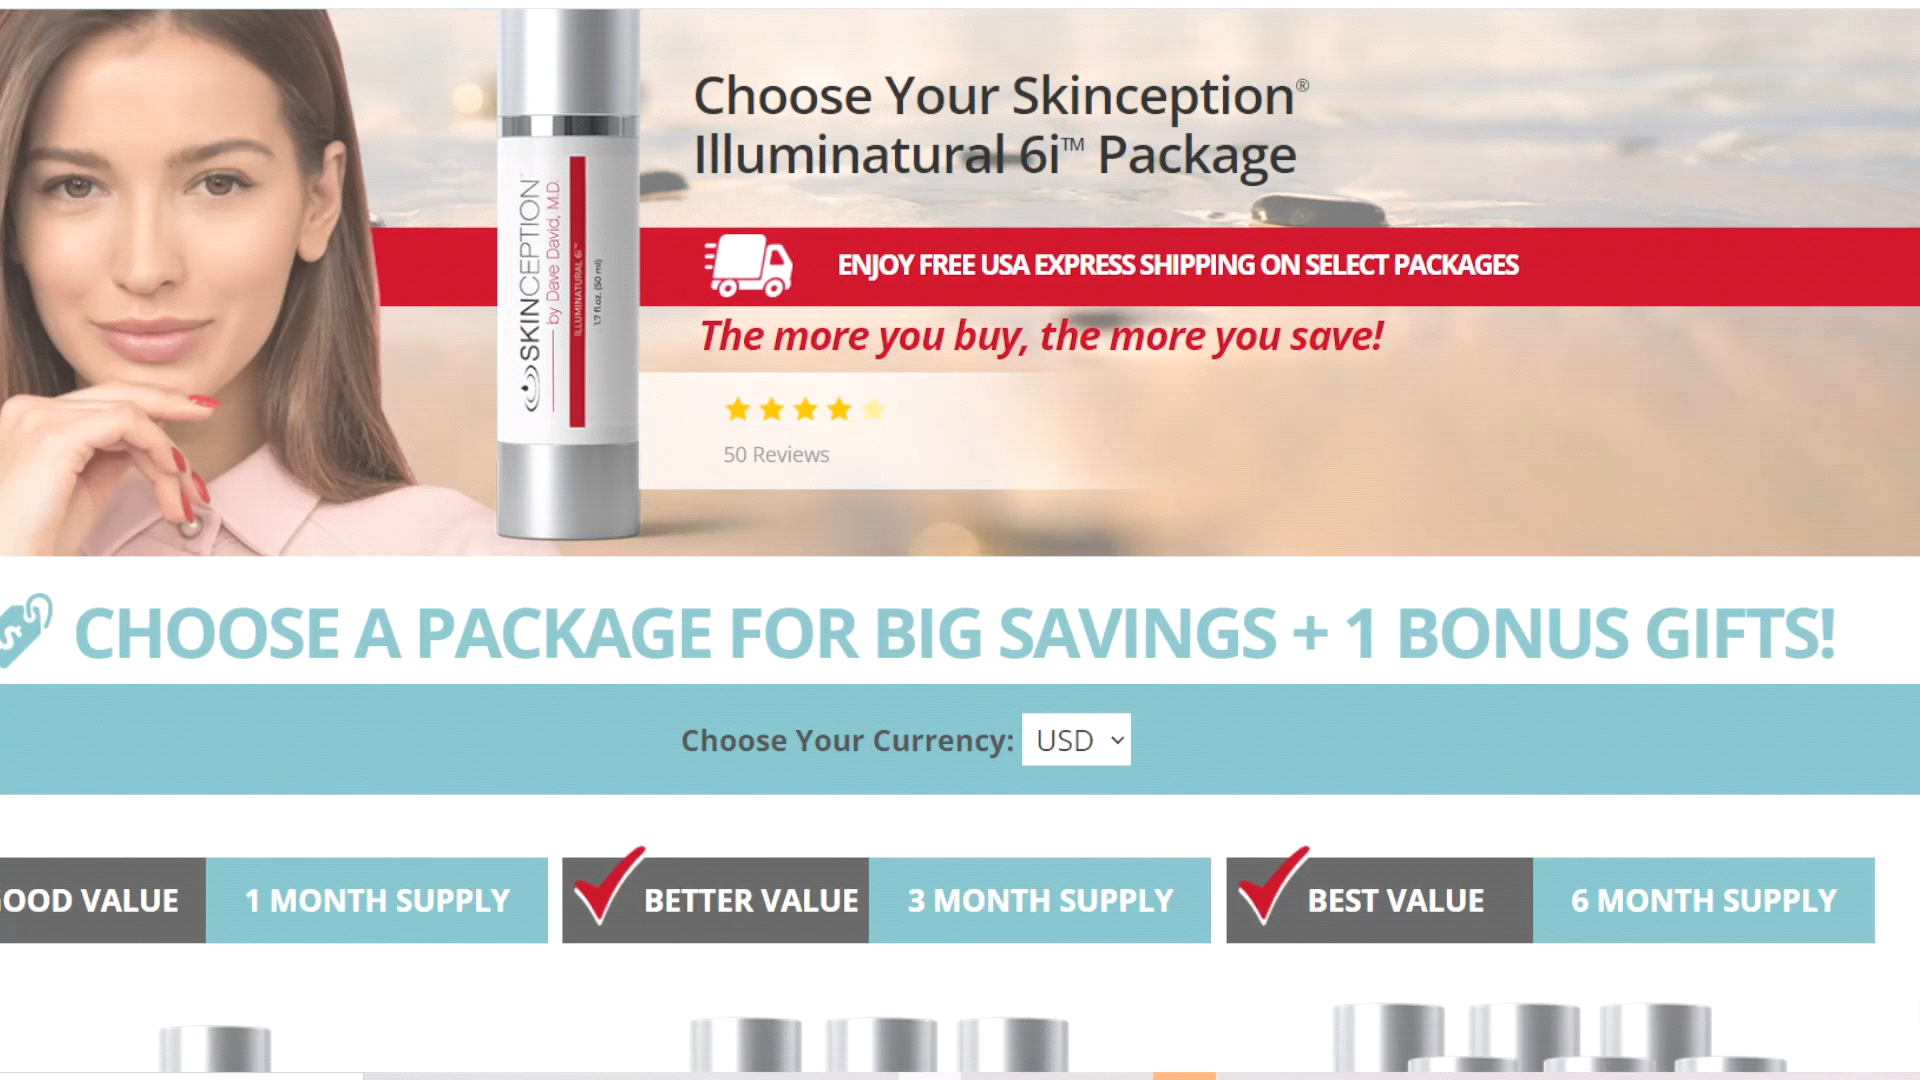 Choose Your Skinception®
Illuminatural 6i™ Package
SKINCEPTION™
by Dave David, M.D.
ILLUMINATURAL 6i™
1.7 fl.oz. (50 ml)
ENJOY FREE USA EXPRESS SHIPPING ON SELECT PACKAGES
The more you buy, the more you save!
50 Reviews
$
CHOOSE A PACKAGE FOR BIG SAVINGS + 1 BONUS GIFTS!
Choose Your Currency: USD
OOD VALUE 1 MONTH SUPPLY
BETTER VALUE 3 MONTH SUPPLY
BEST VALUE 6 MONTH SUPPLY